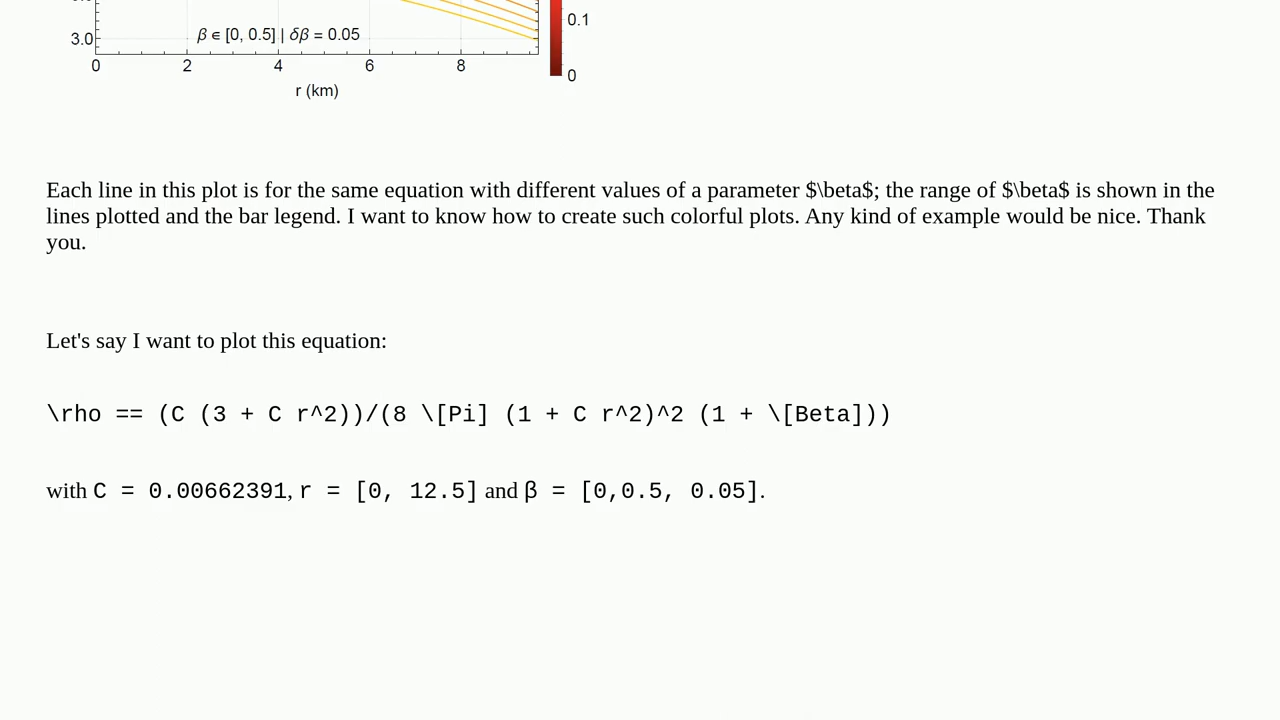 0.1
β ∈ [0, 0.5] | δβ = 0.05
3.0
0 2 4 6 8
0
r (km)
Each line in this plot is for the same equation with different values of a parameter $\beta$; the range of $\beta$ is shown in the
lines plotted and the bar legend. I want to know how to create such colorful plots. Any kind of example would be nice. Thank
you.
Let's say I want to plot this equation:
\rho == (C (3 + C r^2))/(8 \[Pi] (1 + C r^2)^2 (1 + \[Beta]))
with C = 0.00662391, r = [0, 12.5] and β = [0,0.5, 0.05].